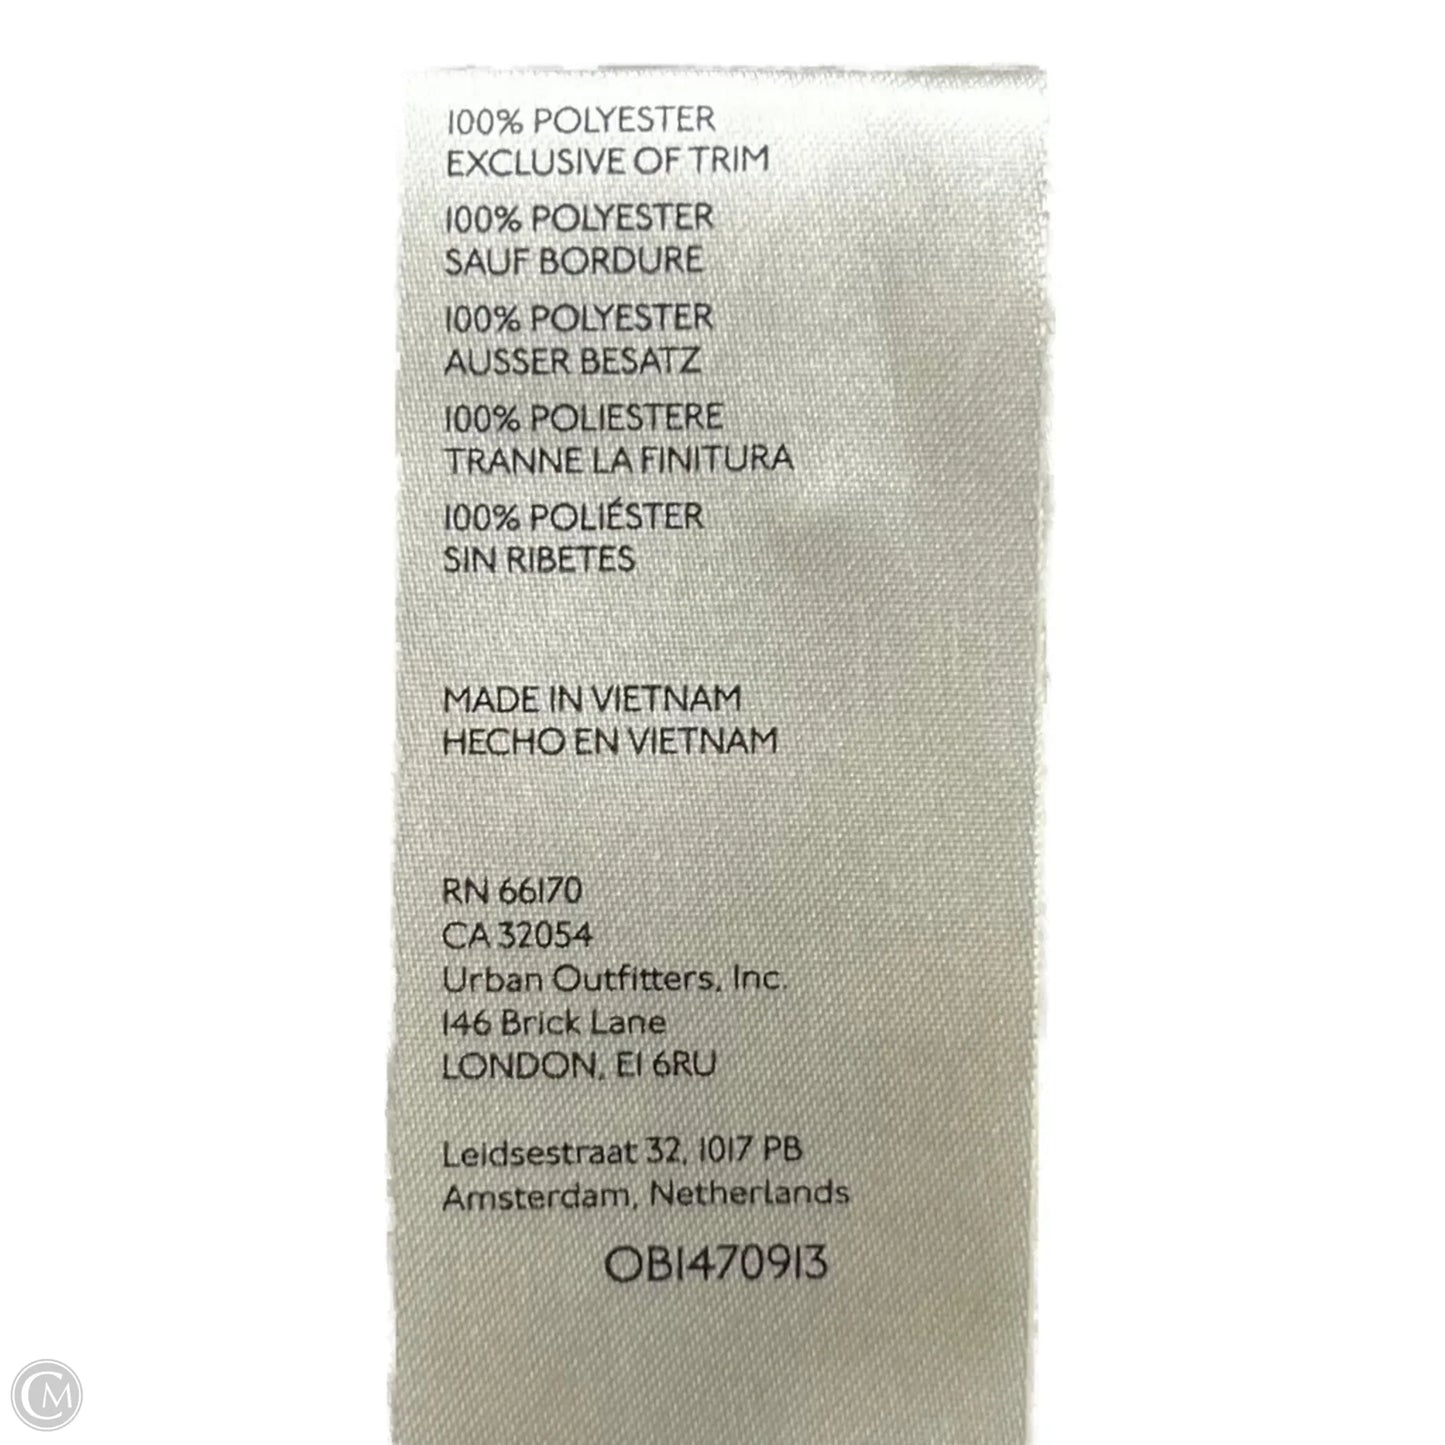 100% POLYESTER
EXCLUSIVE OF TRIM
100% POLYESTER
SAUF BORDURE
100% POLYESTER
AUSSER BESATZ
100% POLIESTERE
TRANNE LA FINITURA
100% POLIÉSTER
SIN RIBETES
MADE IN VIETNAM
HECHO EN VIETNAM
RN 66170
CA 32054
Urban Outfitters, Inc.
146 Brick Lane
LONDON, E1 6RU
Leidsestraat 32, 1017 PB
Amsterdam, Netherlands
OB1470913
CM